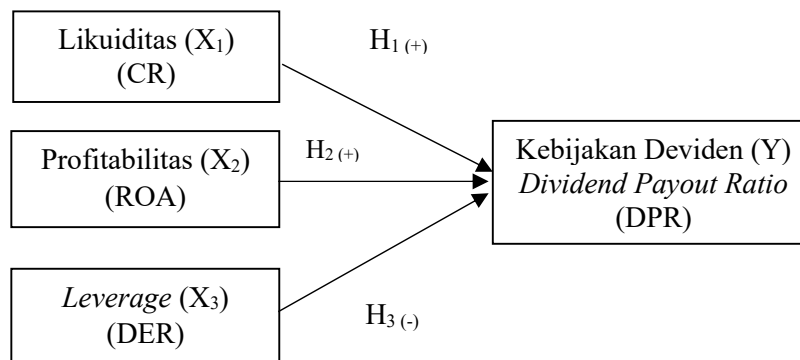 Likuiditas (X₁)
(CR)
H₁ (+)
Profitabilitas (X₂)
(ROA)
H₂ (+)
Kebijakan Deviden (Y)
Dividend Payout Ratio
(DPR)
Leverage (X₃)
(DER)
H₃ (-)